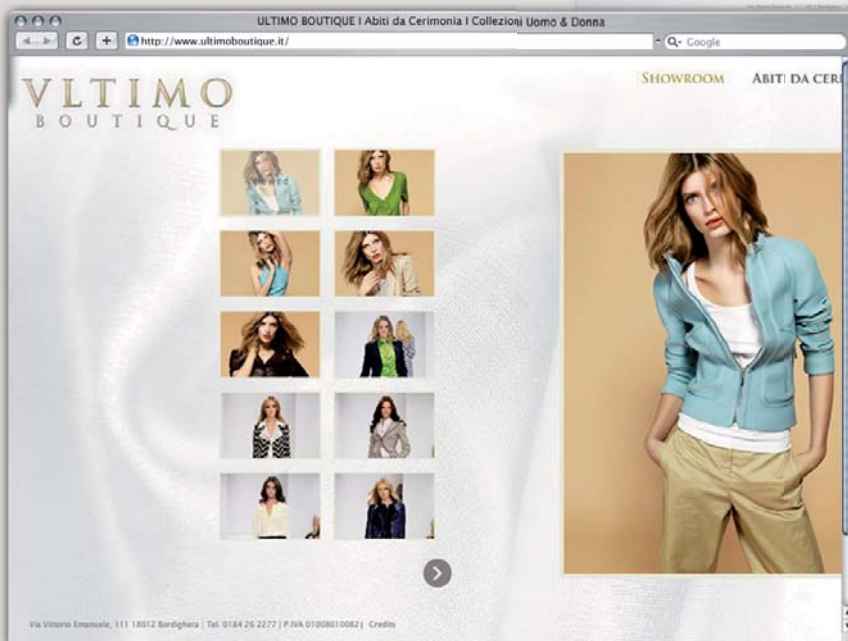 ULTIMO BOUTIQUE I Abiti da Cerimonia I Collezioni Uomo & Donna
http://www.ultimoboutique.it/
Google
VLTIMO
BOUTIQUE
SHOWROOM ABITI DA CERI
Via Vittorio Emanuele, 111 18012 Bordighera | Tel. 0184 26 2277 | P.IVA 01008010082 | Credits